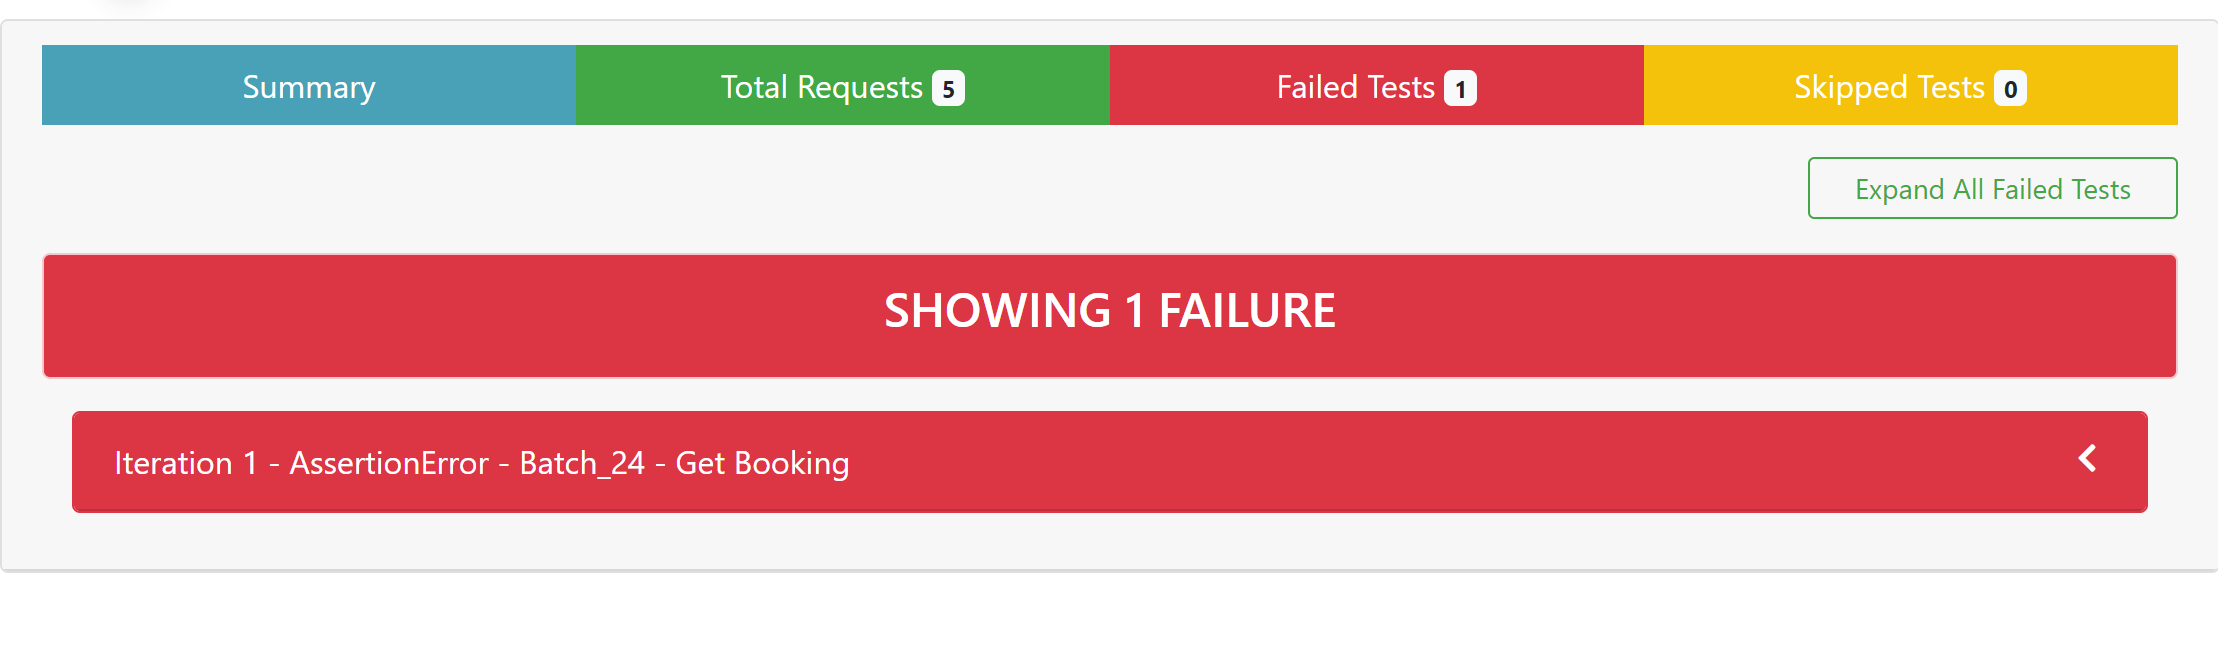 Summary
Total Requests 5
Failed Tests 1
Skipped Tests 0
Expand All Failed Tests
SHOWING 1 FAILURE
Iteration 1 - AssertionError - Batch_24 - Get Booking